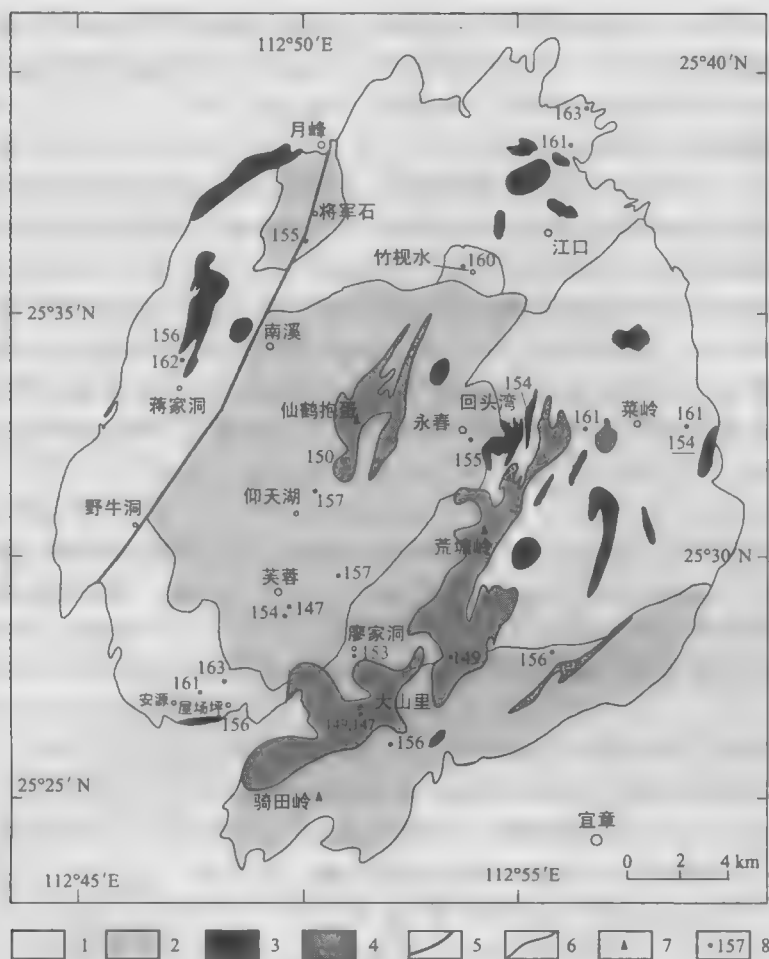 112°50′E
25°40′N
163
月峰
161
将军石
155
江口
竹枧水
160
25°35′N
156
南溪
162
蒋家洞
仙鹤抱蛋
回头湾
154
永春
161
菜岭
161
155
154
150
157
仰天湖
野牛洞
荒塘岭
25°30′N
157
芙蓉
154
147
廖家洞
153
149
156
163
161
大山里
安源
屋场坪
156
149,147
156
25°25′N
骑田岭
宜章
0 2 4 km
112°45′E
112°55′E
1 2 3 4 5 6 7 •157 8